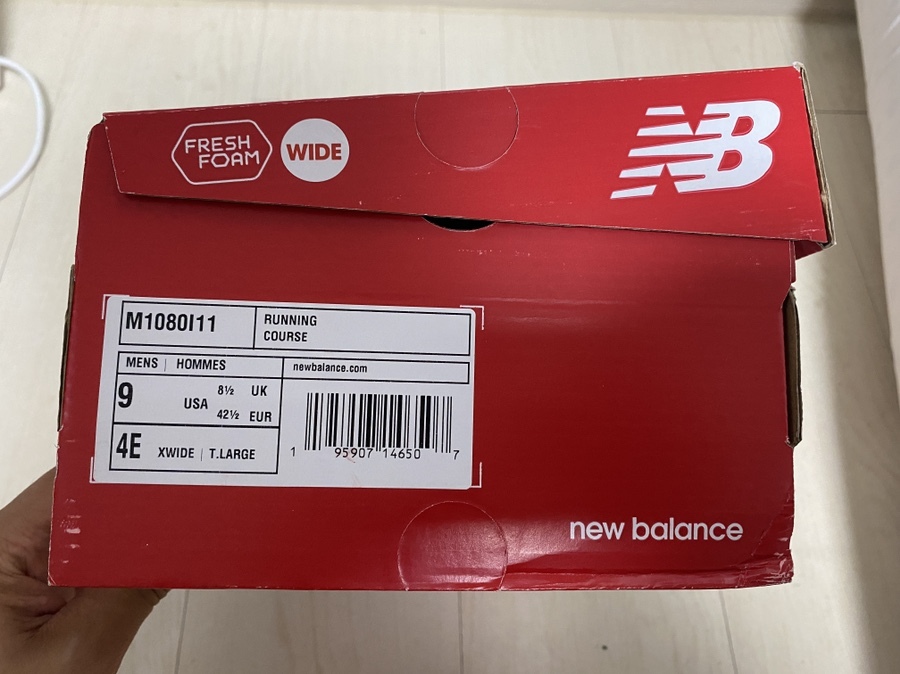 FRESH
FOAM
WIDE
NB
M1080I11
RUNNING
COURSE
MENS | HOMMES
newbalance.com
9 USA 8½ UK
42½ EUR
4E XWIDE | T.LARGE
1 95907 14650 7
new balance